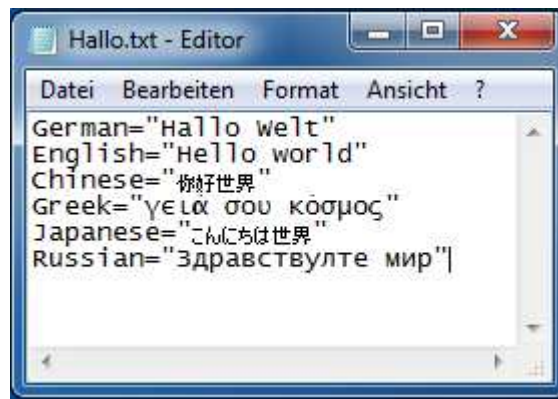 Hallo.txt - Editor
Datei Bearbeiten Format Ansicht ?
German="Hallo Welt"
English="Hello world"
Chinese="你好世界"
Greek="γειά σου κόσμος"
Japanese="こんにちは世界"
Russian="Здравствулте мир"